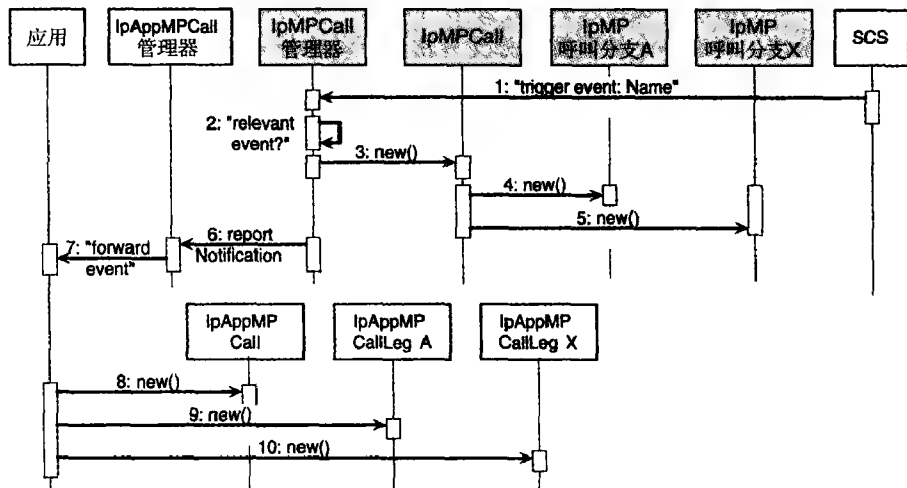 应用
IpAppMPCall
管理器
IpMPCall
管理器
IpMPCall
IpMP
呼叫分支A
IpMP
呼叫分支X
SCS
1: "trigger event: Name"
2: "relevant
event?"
3: new()
4: new()
5: new()
6: report
Notification
7: "forward
event"
IpAppMP
Call
IpAppMP
CallLeg A
IpAppMP
CallLeg X
8: new()
9: new()
10: new()